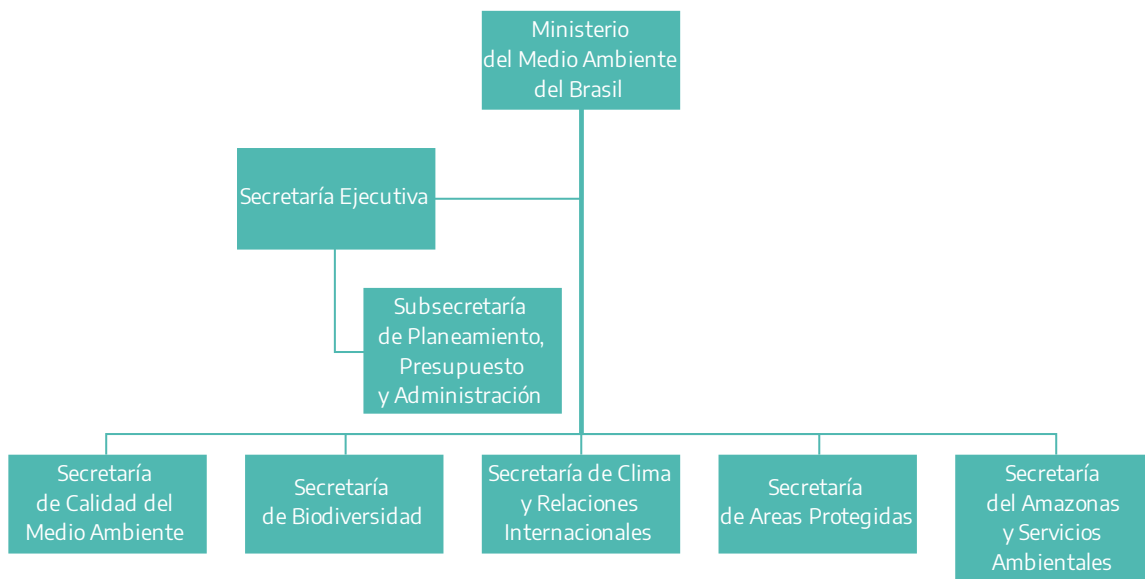 Ministerio
del Medio Ambiente
del Brasil
Secretaría Ejecutiva
Subsecretaría
de Planeamiento,
Presupuesto
y Administración
Secretaría
de Calidad del
Medio Ambiente
Secretaría
de Biodiversidad
Secretaría de Clima
y Relaciones
Internacionales
Secretaría
de Areas Protegidas
Secretaría
del Amazonas
y Servicios
Ambientales